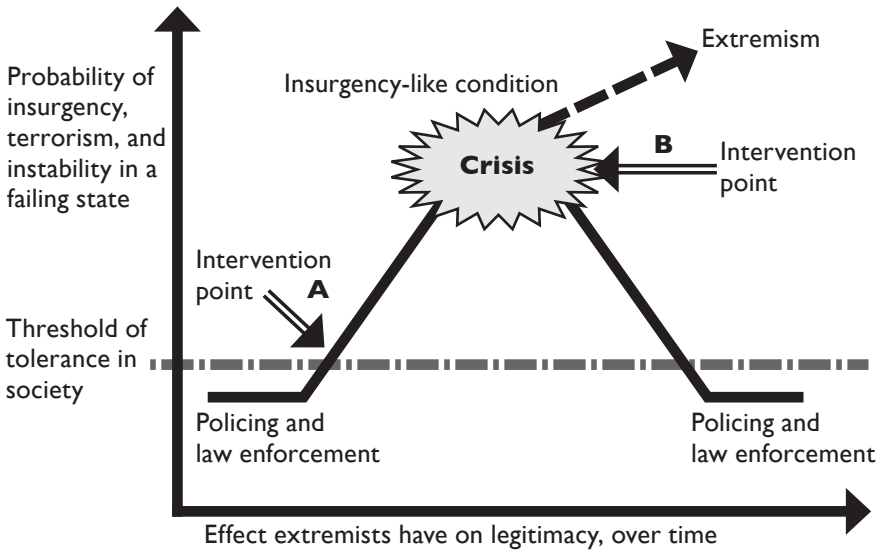 Extremism
Probability of
insurgency,
terrorism, and
instability in a
failing state
Insurgency-like condition
Crisis
B
Intervention
point
Intervention
point
A
Threshold of
tolerance in
society
Policing and
law enforcement
Policing and
law enforcement
Effect extremists have on legitimacy, over time